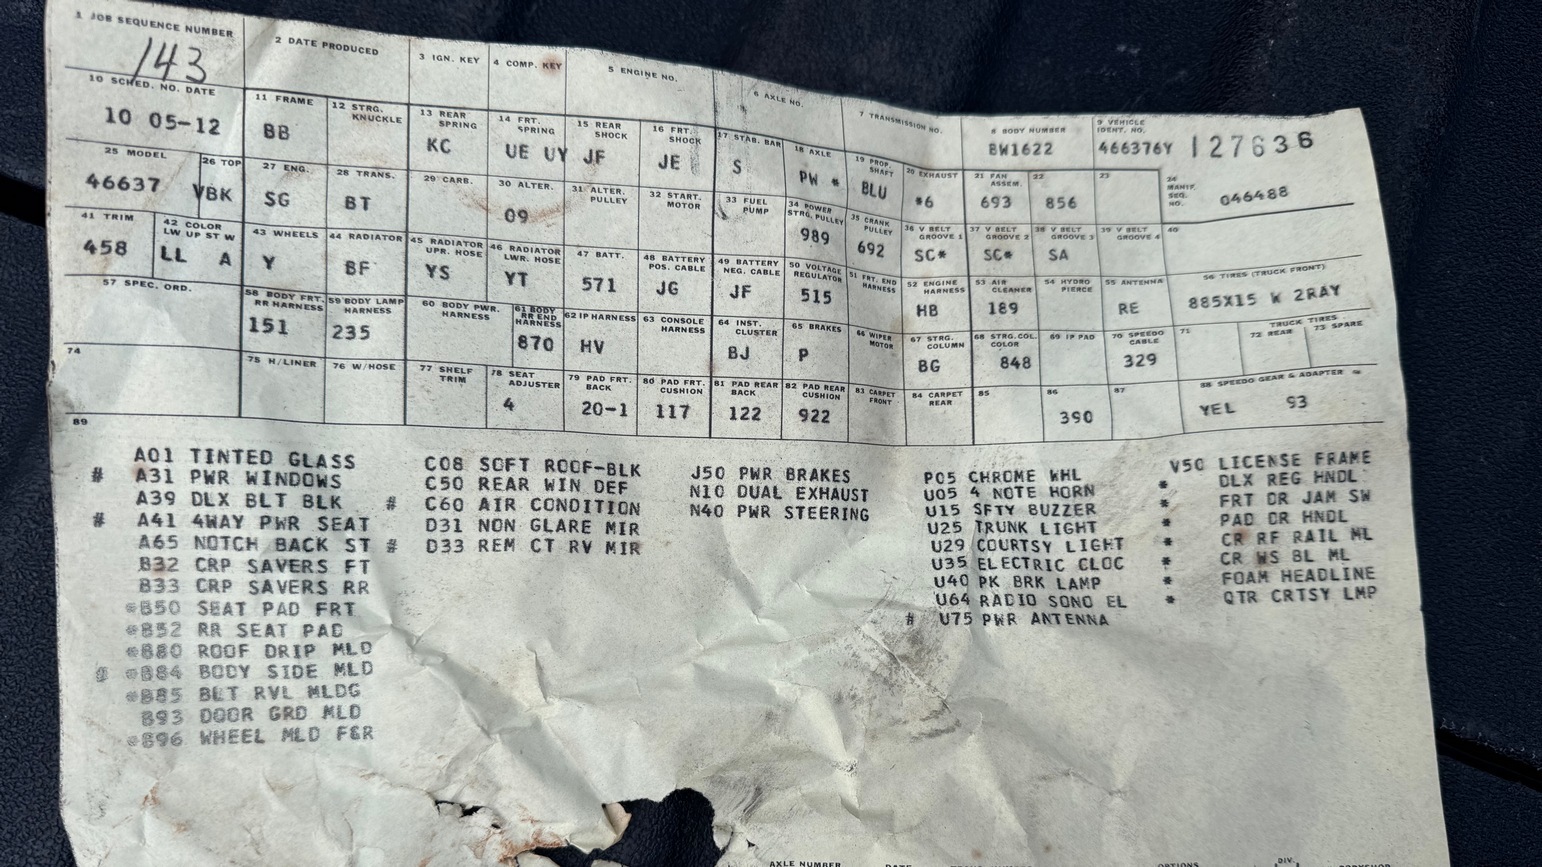 1 JOB SEQUENCE NUMBER 2 DATE PRODUCED 3 IGN. KEY 4 COMP. KEY 5 ENGINE NO. 6 AXLE NO. 7 TRANSMISSION NO. 8 BODY NUMBER 9 VEHICLE IDENT. NO.
143 BW1622 466376Y 127636
10 SCHED. NO. DATE 11 FRAME 12 STRG. KNUCKLE 13 REAR SPRING 14 FRT. SPRING 15 REAR SHOCK 16 FRT. SHOCK 17 STAB. BAR 18 AXLE 19 PROP. SHAFT 20 EXHAUST 21 FAN ASSEM. 22 23 24 MANIF. SEQ. NO.
10 05-12 BB KC UE UY JF JE S PW * BLU *6 693 856 046488
25 MODEL 26 TOP 27 ENG. 28 TRANS. 29 CARB. 30 ALTER. 31 ALTER. PULLEY 32 START. MOTOR 33 FUEL PUMP 34 POWER STRG. PULLEY 35 CRANK PULLEY 36 V BELT GROOVE 1 37 V BELT GROOVE 2 38 V BELT GROOVE 3 39 V BELT GROOVE 4 40
46637 VBK SG BT 09 989 692 SC* SC* SA
41 TRIM 42 COLOR LW UP ST W 43 WHEELS 44 RADIATOR 45 RADIATOR UPR. HOSE 46 RADIATOR LWR. HOSE 47 BATT. 48 BATTERY POS. CABLE 49 BATTERY NEG. CABLE 50 VOLTAGE REGULATOR 51 FRT. END HARNESS 52 ENGINE HARNESS 53 AIR CLEANER 54 HYDRO PIERCE 55 ANTENNA 56 TIRES (TRUCK FRONT)
458 LL A Y BF YS YT 571 JG JF 515 HB 189 RE 885X15 W 2RAY
57 SPEC. ORD. 58 BODY FRT. RR HARNESS 59 BODY LAMP HARNESS 60 BODY PWR. HARNESS 61 BODY RR END HARNESS 62 IP HARNESS 63 CONSOLE HARNESS 64 INST. CLUSTER 65 BRAKES 66 WIPER MOTOR 67 STRG. COLUMN 68 STRG. COL. COLOR 69 IP PAD 70 SPEEDO CABLE 71 TRUCK TIRES 72 REAR 73 SPARE
151 235 870 HV BJ P BG 848 329
74 75 H/LINER 76 W/HOSE 77 SHELF TRIM 78 SEAT ADJUSTER 79 PAD FRT. BACK 80 PAD FRT. CUSHION 81 PAD REAR BACK 82 PAD REAR CUSHION 83 CARPET FRONT 84 CARPET REAR 85 86 87 88 SPEEDO GEAR & ADAPTER
4 20-1 117 122 922 390 YEL 93
89
A01 TINTED GLASS
# A31 PWR WINDOWS
A39 DLX BLT BLK
# A41 4WAY PWR SEAT
A65 NOTCH BACK ST
B32 CRP SAVERS FT
B33 CRP SAVERS RR
*B50 SEAT PAD FRT
*B52 RR SEAT PAD
*B80 ROOF DRIP MLD
# *B84 BODY SIDE MLD
*B85 BLT RVL MLDG
B93 DOOR GRD MLD
*B96 WHEEL MLD F&R
C08 SOFT ROOF-BLK
C50 REAR WIN DEF
# C60 AIR CONDITION
D31 NON GLARE MIR
# D33 REM CT RV MIR
J50 PWR BRAKES
N10 DUAL EXHAUST
N40 PWR STEERING
P05 CHROME WHL
U05 4 NOTE HORN
U15 SFTY BUZZER
U25 TRUNK LIGHT
U29 COURTSY LIGHT
U35 ELECTRIC CLOC
U40 PK BRK LAMP
U64 RADIO SONO EL
# U75 PWR ANTENNA
V50 LICENSE FRAME
* DLX REG HNDL
* FRT DR JAM SW
* PAD DR HNDL
* CR RF RAIL ML
* CR WS BL ML
* FOAM HEADLINE
* QTR CRTSY LMP
AXLE NUMBER DATE OPTIONS DIV.